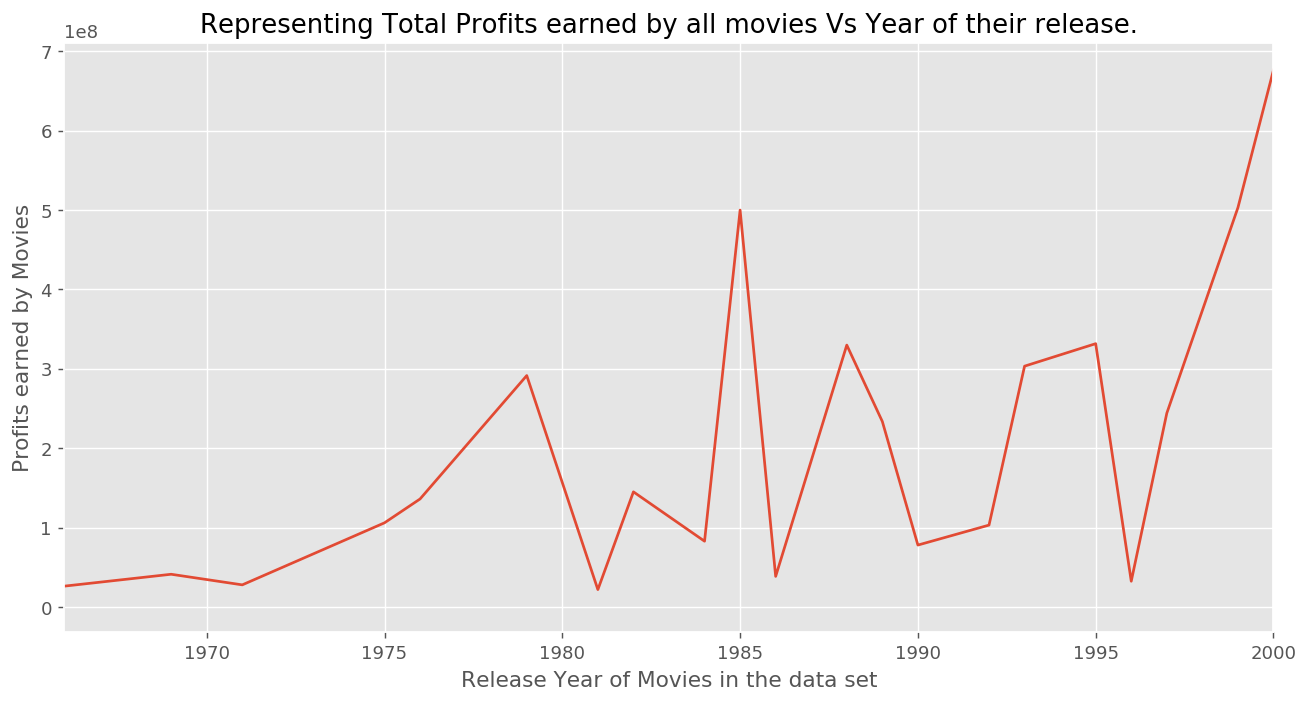 Representing Total Profits earned by all movies Vs Year of their release.
1e8
7
6
5
4
3
2
1
0
Profits earned by Movies
1970 1975 1980 1985 1990 1995 2000
Release Year of Movies in the data set